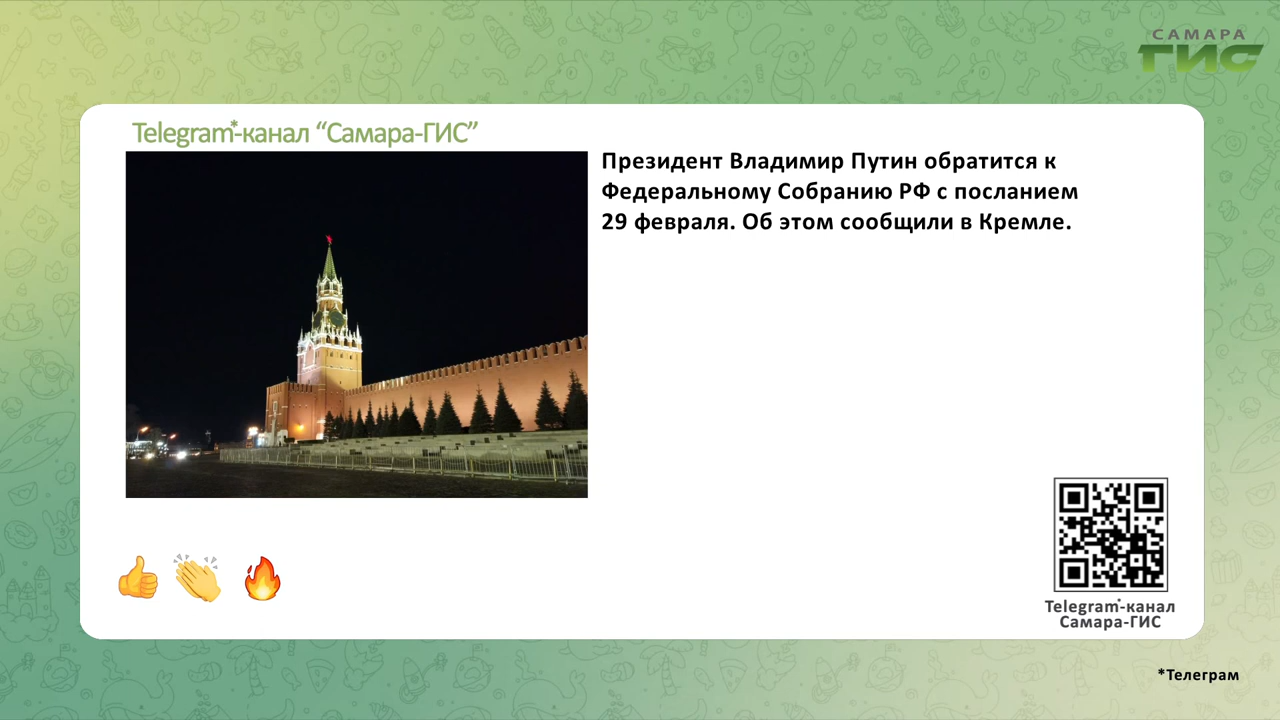 САМАРА
ГИС
Telegram*-канал “Самара-ГИС”
Президент Владимир Путин обратится к
Федеральному Собранию РФ с посланием
29 февраля. Об этом сообщили в Кремле.
Telegram*-канал
Самара-ГИС
*Телеграм